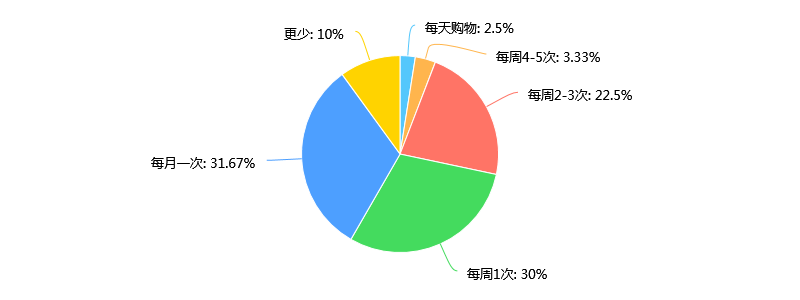 更少: 10%
每天购物: 2.5%
每周4-5次: 3.33%
每周2-3次: 22.5%
每月一次: 31.67%
每周1次: 30%